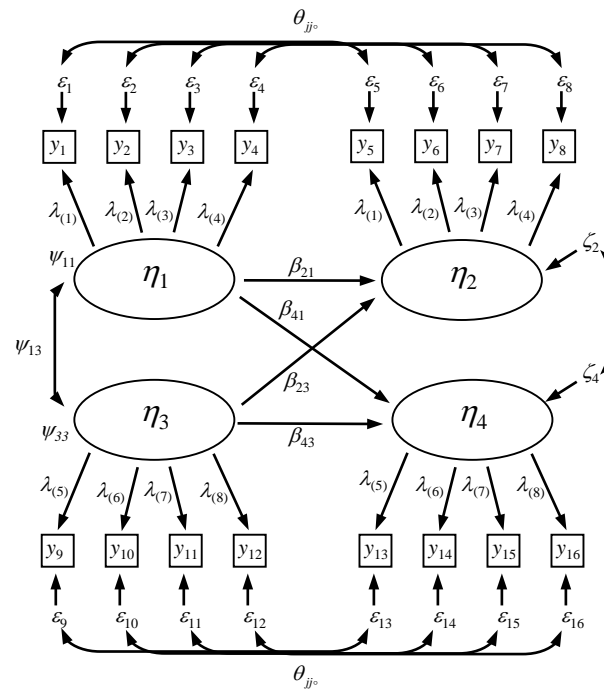 θjj°
ε1 ε2 ε3 ε4 ε5 ε6 ε7 ε8
y1 y2 y3 y4 y5 y6 y7 y8
λ(1) λ(2) λ(3) λ(4) λ(1) λ(2) λ(3) λ(4)
ψ11 η1 β21 η2 ζ2
β41
ψ13
β23 ζ4
ψ33 η3 β43 η4
λ(5) λ(6) λ(7) λ(8) λ(5) λ(6) λ(7) λ(8)
y9 y10 y11 y12 y13 y14 y15 y16
ε9 ε10 ε11 ε12 ε13 ε14 ε15 ε16
θjj°